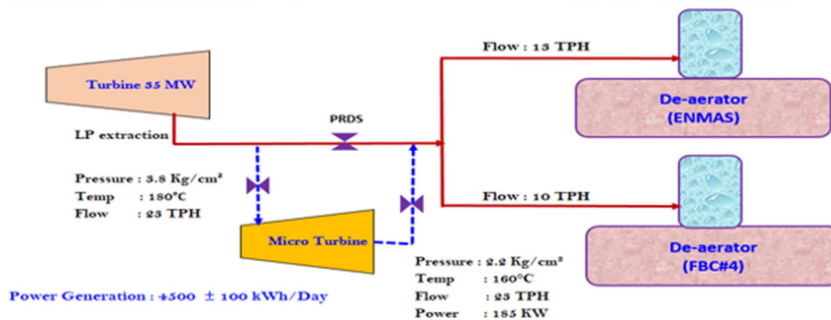 Flow : 13 TPH
Turbine 35 MW
De-aerator
(ENMAS)
PRDS
LP extraction
Pressure : 3.8 Kg/cm²
Temp : 180°C
Flow : 23 TPH
Flow : 10 TPH
Micro Turbine
De-aerator
(FBC#4)
Pressure : 2.2 Kg/cm²
Temp : 160°C
Flow : 23 TPH
Power : 185 KW
Power Generation : 4500 ± 100 kWh/Day